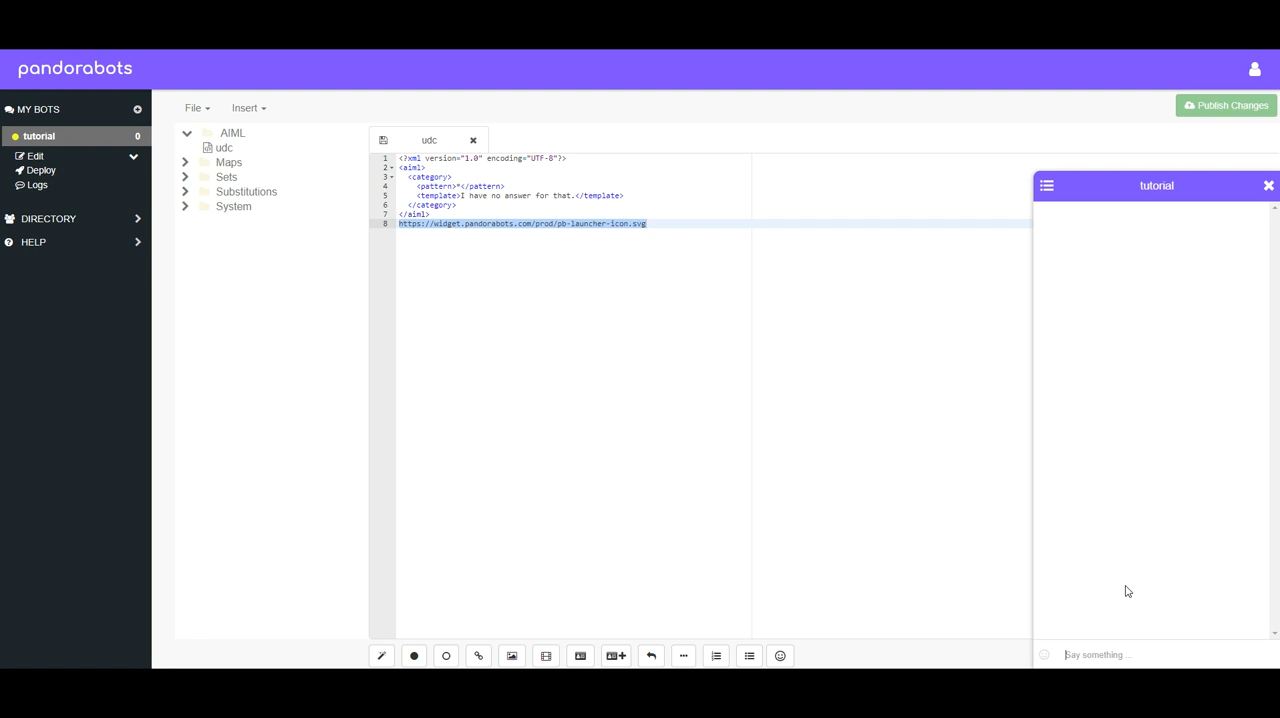 pandorabots
MY BOTS
tutorial 0
Edit
Deploy
Logs
DIRECTORY
HELP
File
Insert
Publish Changes
AIML
udc
Maps
Sets
Substitutions
System
udc
1 <?xml version="1.0" encoding="UTF-8"?>
2 <aiml>
3 <category>
4 <pattern>*</pattern>
5 <template>I have no answer for that.</template>
6 </category>
7 </aiml>
8 https://widget.pandorabots.com/prod/pb-launcher-icon.svg
tutorial
Say something ...